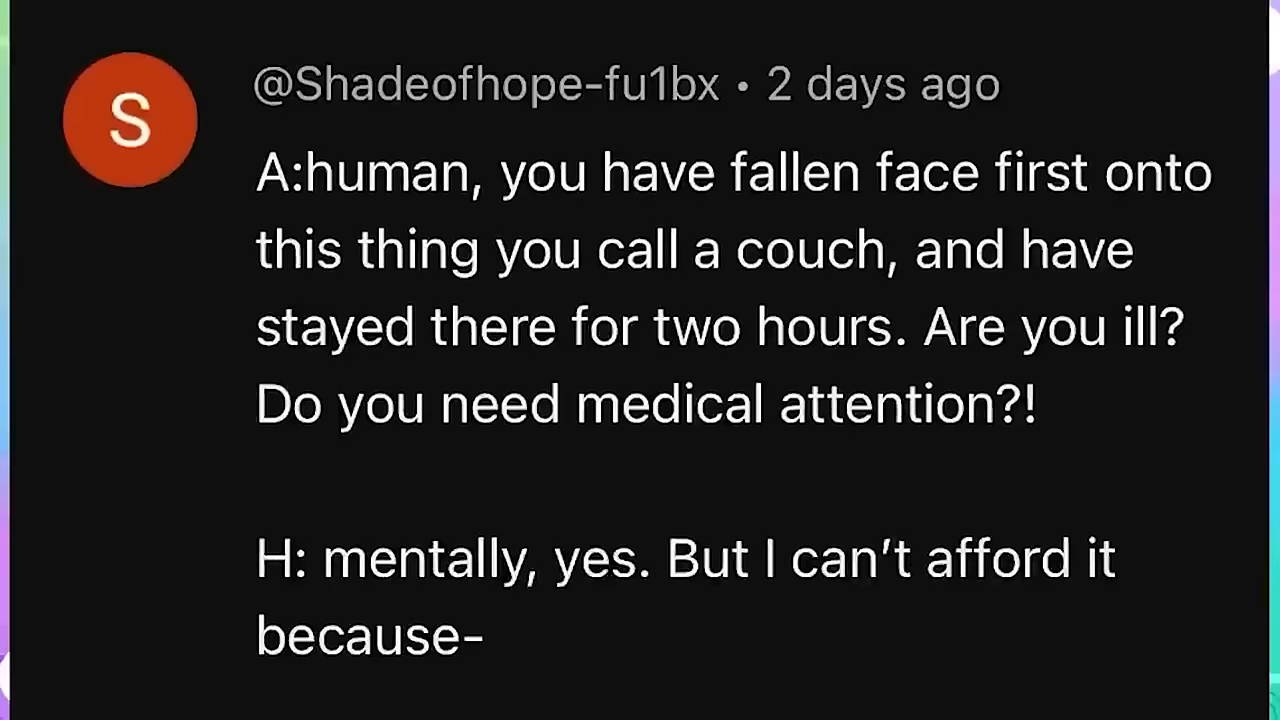 S
@Shadeofhope-fu1bx • 2 days ago
A:human, you have fallen face first onto
this thing you call a couch, and have
stayed there for two hours. Are you ill?
Do you need medical attention?!
H: mentally, yes. But I can’t afford it
because-